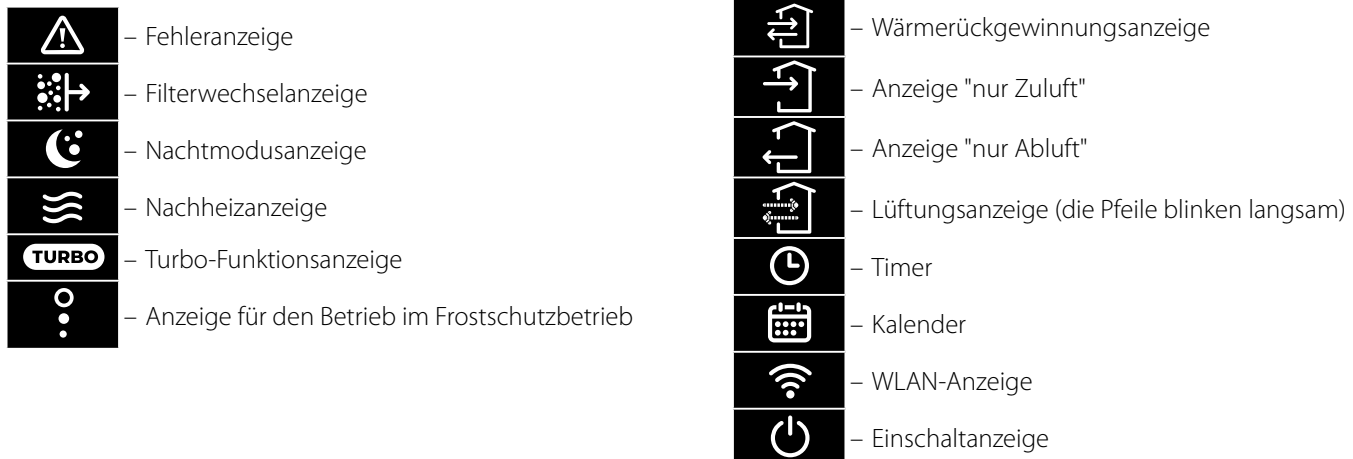 – Fehleranzeige
– Filterwechselanzeige
– Nachtmodusanzeige
– Nachheizanzeige
TURBO – Turbo-Funktionsanzeige
– Anzeige für den Betrieb im Frostschutzbetrieb
– Wärmerückgewinnungsanzeige
– Anzeige "nur Zuluft"
– Anzeige "nur Abluft"
– Lüftungsanzeige (die Pfeile blinken langsam)
– Timer
– Kalender
– WLAN-Anzeige
– Einschaltanzeige